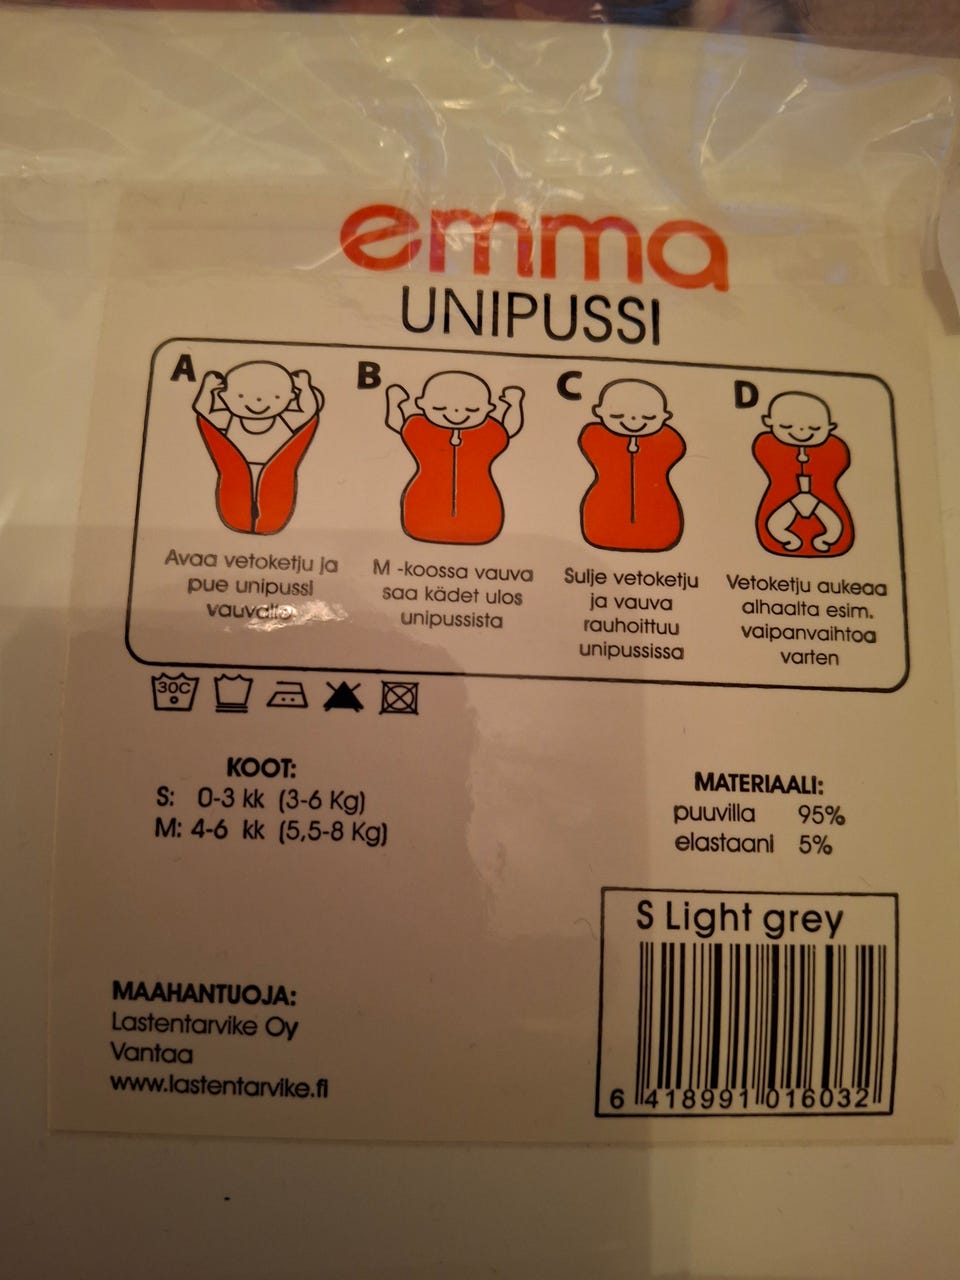 emma
UNIPUSSI
A
Avaa vetoketju ja
pue unipussi
vauvalle.
B
M -koossa vauva
saa kädet ulos
unipussista
C
Sulje vetoketju
ja vauva
rauhoittuu
unipussissa
D
Vetoketju aukeaa
alhaalta esim.
vaipanvaihtoa
varten
30C
KOOT:
S: 0-3 kk (3-6 Kg)
M: 4-6 kk (5,5-8 Kg)
MATERIAALI:
puuvilla 95%
elastaani 5%
MAAHANTUOJA:
Lastentarvike Oy
Vantaa
www.lastentarvike.fi
S Light grey
6 418991 016032